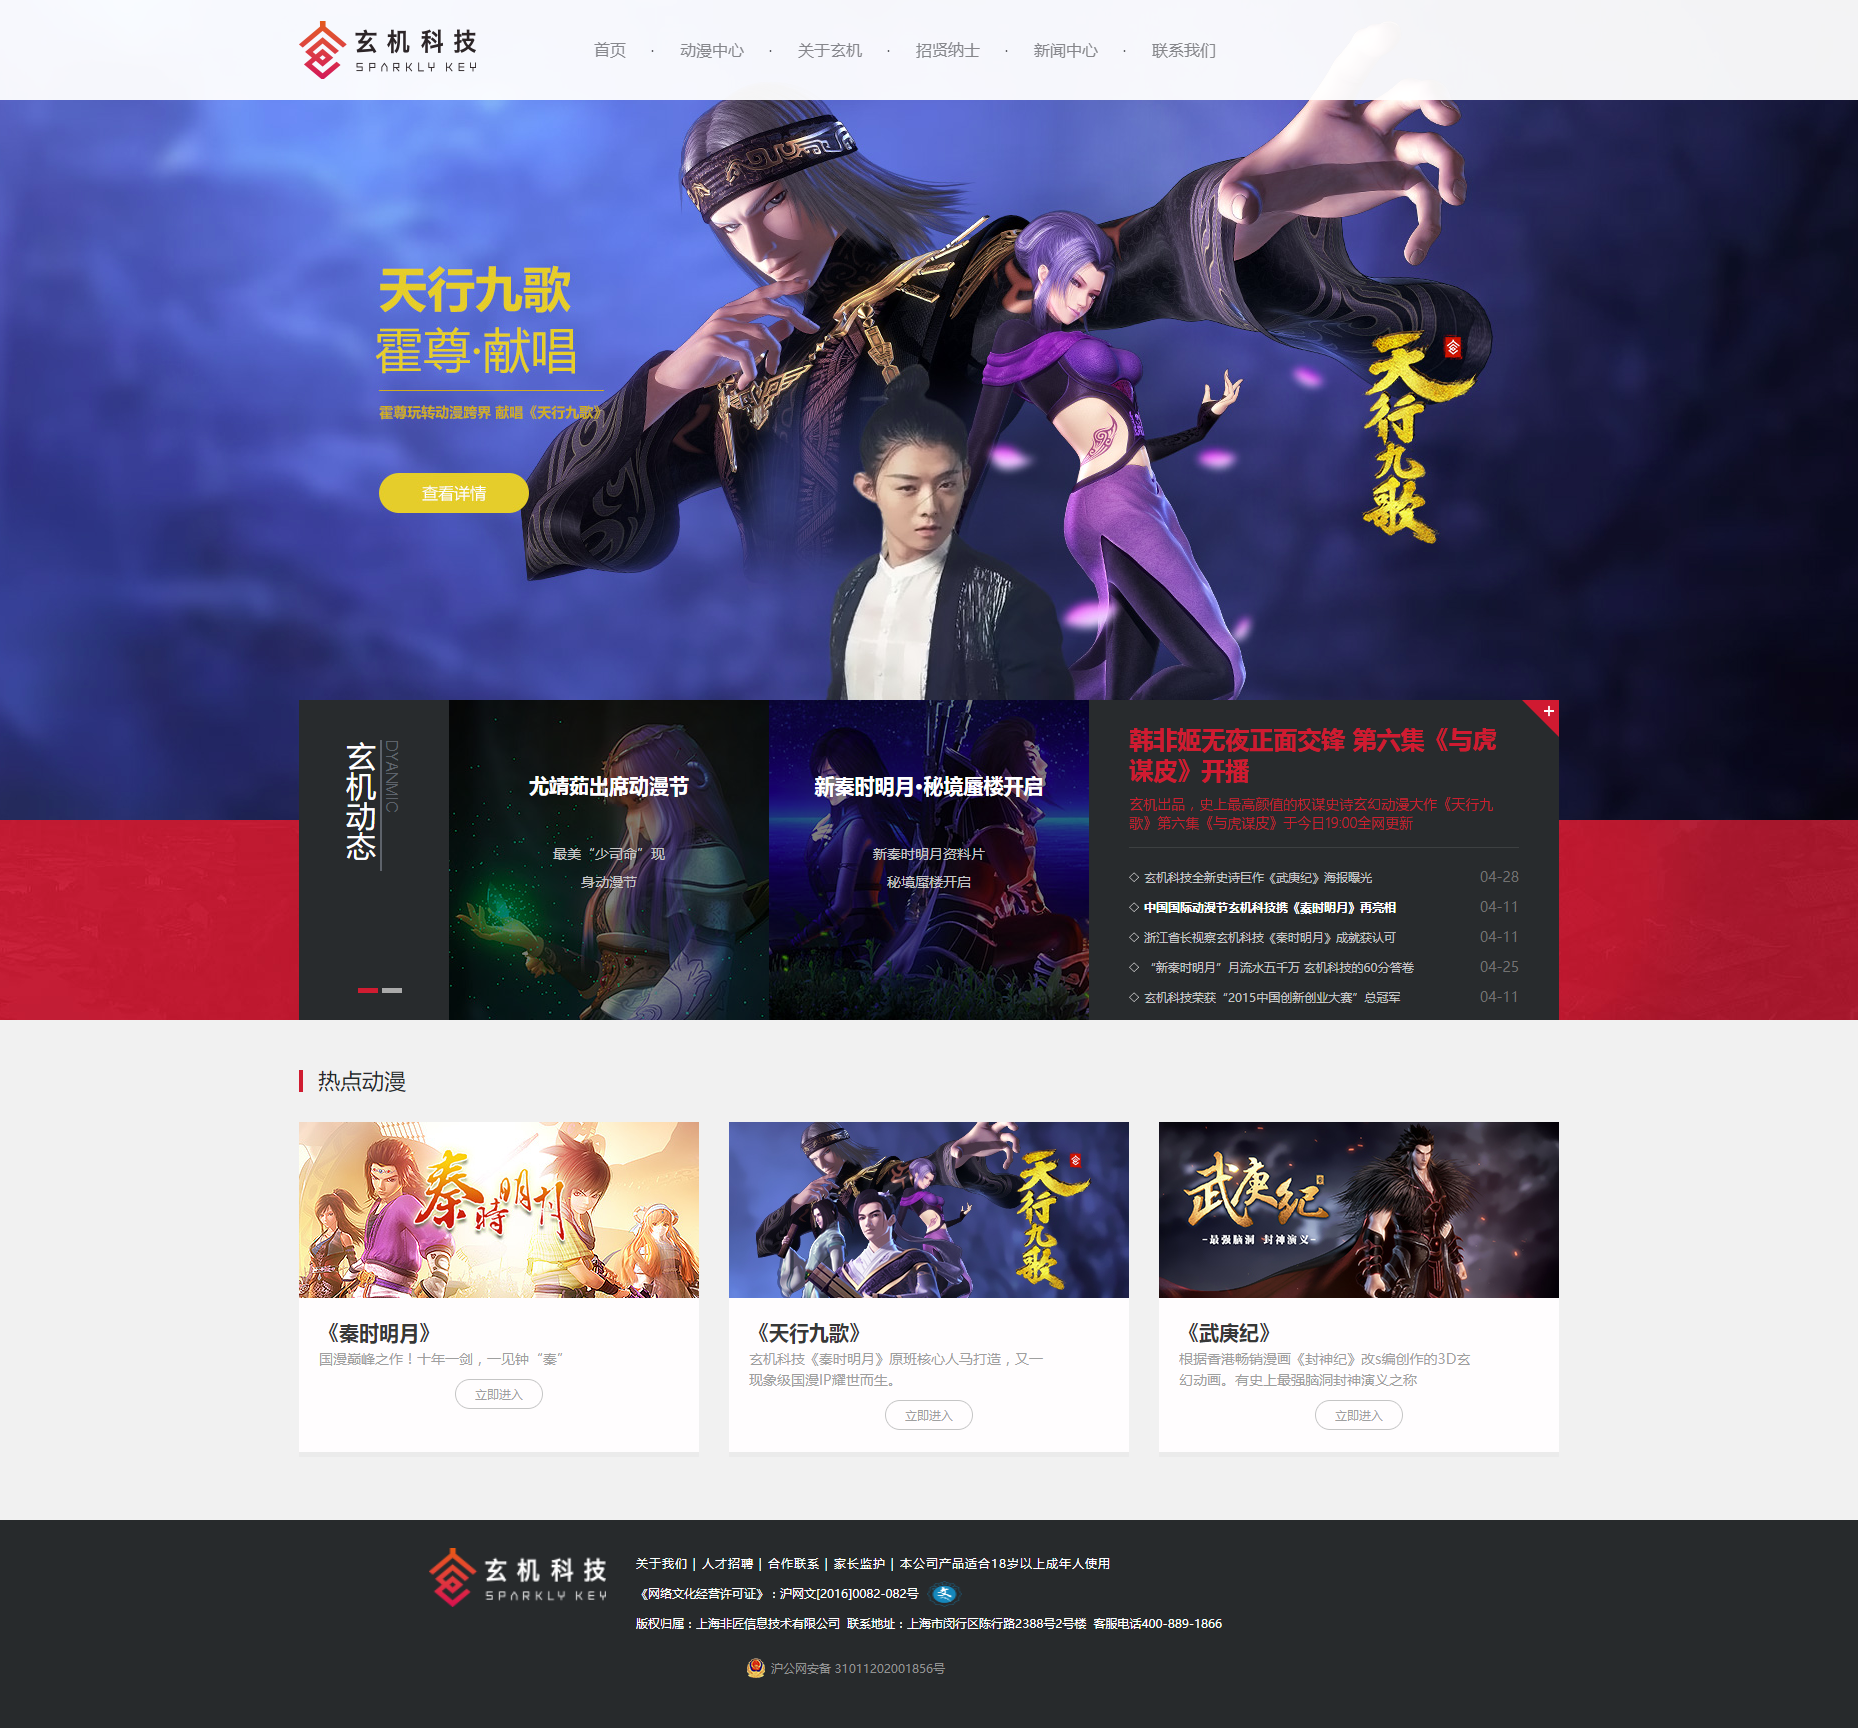 玄机科技
SPARKLY KEY
首页 · 动漫中心 · 关于玄机 · 招贤纳士 · 新闻中心 · 联系我们
天行九歌
霍尊·献唱
霍尊玩转动漫跨界 献唱《天行九歌》
查看详情
天行九歌
玄机动态
DYANMIC
尤靖茹出席动漫节
最美“少司命”现
身动漫节
新秦时明月·秘境蜃楼开启
新秦时明月资料片
秘境蜃楼开启
+
韩非姬无夜正面交锋 第六集《与虎
谋皮》开播
玄机出品，史上最高颜值的权谋史诗玄幻动漫大作《天行九
歌》第六集《与虎谋皮》于今日19:00全网更新
◇ 玄机科技全新史诗巨作《武庚纪》海报曝光 04-28
◇ 中国国际动漫节玄机科技携《秦时明月》再亮相 04-11
◇ 浙江省长视察玄机科技《秦时明月》成就获认可 04-11
◇ “新秦时明月”月流水五千万 玄机科技的60分答卷 04-25
◇ 玄机科技荣获“2015中国创新创业大赛”总冠军 04-11
热点动漫
秦時明月
天行九歌
武庚纪
-最强脑洞 封神演义-
《秦时明月》
国漫巅峰之作！十年一剑，一见钟“秦”
立即进入
《天行九歌》
玄机科技《秦时明月》原班核心人马打造，又一
现象级国漫IP耀世而生。
立即进入
《武庚纪》
根据香港畅销漫画《封神纪》改s编创作的3D玄
幻动画。有史上最强脑洞封神演义之称
立即进入
玄机科技
SPARKLY KEY
关于我们 | 人才招聘 | 合作联系 | 家长监护 | 本公司产品适合18岁以上成年人使用
《网络文化经营许可证》：沪网文[2016]0082-082号
版权归属：上海非匠信息技术有限公司 联系地址：上海市闵行区陈行路2388号2号楼 客服电话400-889-1866
沪公网安备 31011202001856号